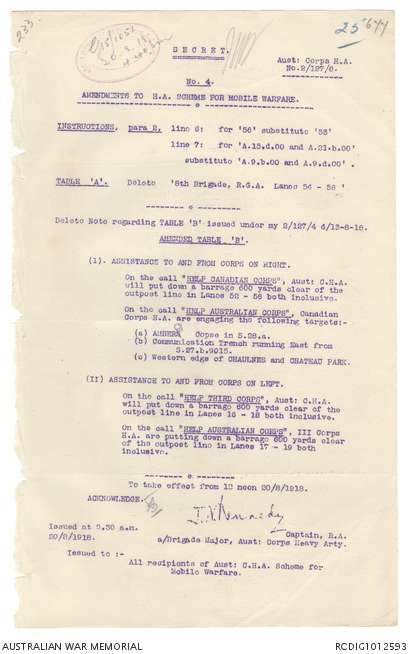 233
25
S E C R E T.
Aust: Corps H.A.
No.2/127/6.
No. 4.
AMENDMENTS TO H.A. SCHEME FOR MOBILE WARFARE.
INSTRUCTIONS, para 2, line 6: for '56' substitute '58'
line 7: for 'A.15.d.00 and A.21.b.00'
substitute 'A.9.b.00 and A.9.d.00' .
TABLE 'A'. Delete '8th Brigade, R.G.A. Lanes 56 - 58 '
Delete Note regarding TABLE 'B' issued under my 2/127/4 d/13-8-18.
AMENDED TABLE 'B'.
(I). ASSISTANCE TO AND FROM CORPS ON RIGHT.
On the call "HELP CANADIAN CORPS", Aust: C.H.A.
will put down a barrage 600 yards clear of the
outpost line in Lanes 52 - 58 both inclusive.
On the call "HELP AUSTRALIAN CORPS", Canadian
Corps H.A. are engaging the following targets:-
(a) Copse in S.28.a.
(b) Communication Trench running East from
S.27.b.9015.
(c) Western edge of CHAULNES and CHATEAU PARK.
(II) ASSISTANCE TO AND FROM CORPS ON LEFT.
On the call "HELP THIRD CORPS", Aust: C.H.A.
will put down a barrage 600 yards clear of the
outpost line in Lanes 16 - 18 both inclusive.
On the call "HELP AUSTRALIAN CORPS", III Corps
H.A. are putting down a barrage 600 yards clear
of the outpost line in Lanes 17 - 19 both
inclusive.
To take effect from 12 noon 20/8/1918.
ACKNOWLEDGE.
Kennedy
Issued at 9.30 a.m.
20/8/1918.
Captain, R.A.
a/Brigade Major, Aust: Corps Heavy Arty.
Issued to :-
All recipients of Aust: C.H.A. Scheme for
Mobile Warfare.
AUSTRALIAN WAR MEMORIAL
RCDIG1012593